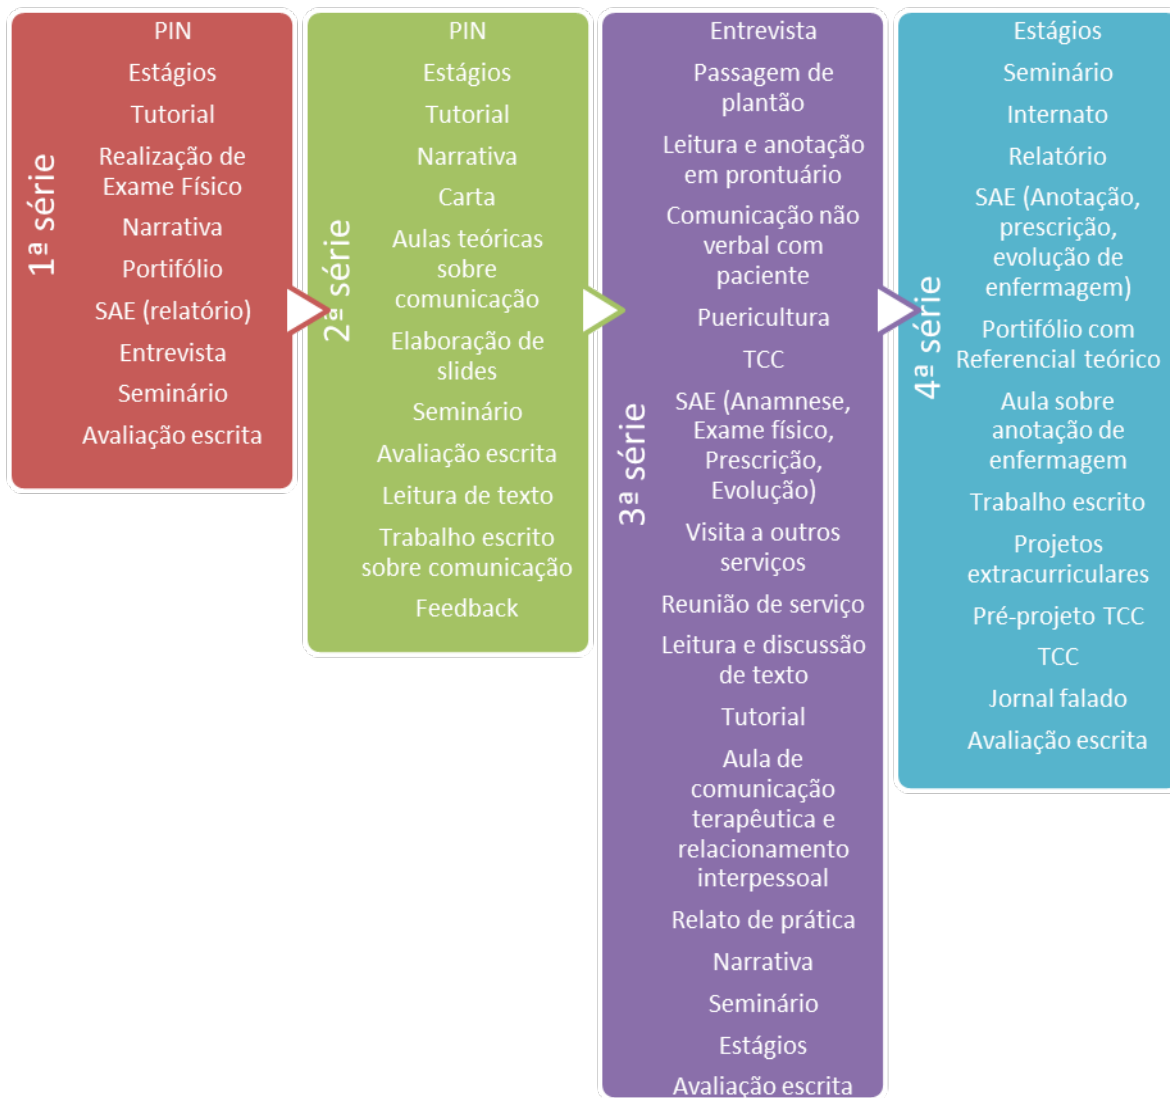 1ª série
PIN
Estágios
Tutorial
Realização de
Exame Físico
Narrativa
Portifólio
SAE (relatório)
Entrevista
Seminário
Avaliação escrita
2ª série
PIN
Estágios
Tutorial
Narrativa
Carta
Aulas teóricas
sobre
comunicação
Elaboração de
slides
Seminário
Avaliação escrita
Leitura de texto
Trabalho escrito
sobre comunicação
Feedback
3ª série
Entrevista
Passagem de
plantão
Leitura e anotação
em prontuário
Comunicação não
verbal com
paciente
Puericultura
TCC
SAE (Anamnese,
Exame físico,
Prescrição,
Evolução)
Visita a outros
serviços
Reunião de serviço
Leitura e discussão
de texto
Tutorial
Aula de
comunicação
terapêutica e
relacionamento
interpessoal
Relato de prática
Narrativa
Seminário
Estágios
Avaliação escrita
4ª série
Estágios
Seminário
Internato
Relatório
SAE (Anotação,
prescrição,
evolução de
enfermagem)
Portifólio com
Referencial teórico
Aula sobre
anotação de
enfermagem
Trabalho escrito
Projetos
extracurriculares
Pré-projeto TCC
TCC
Jornal falado
Avaliação escrita